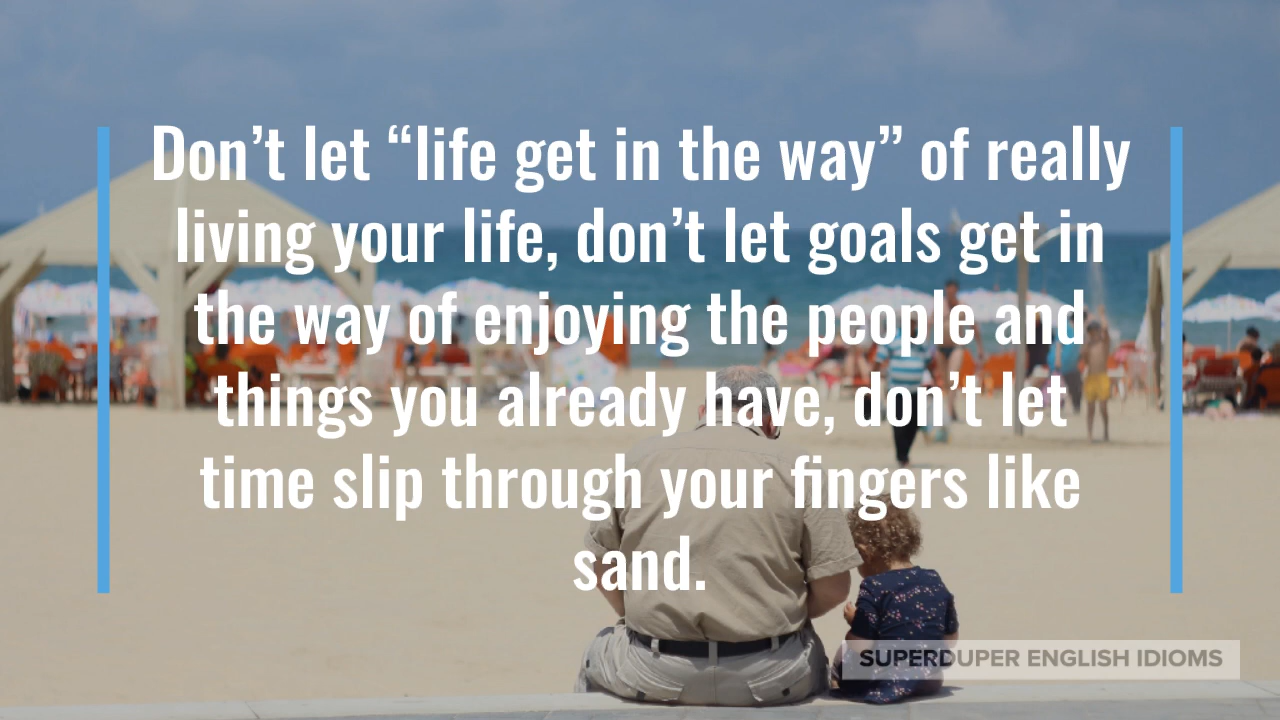 Don’t let “life get in the way” of really
living your life, don’t let goals get in
the way of enjoying the people and
things you already have, don’t let
time slip through your fingers like
sand.
SUPERDUPER ENGLISH IDIOMS